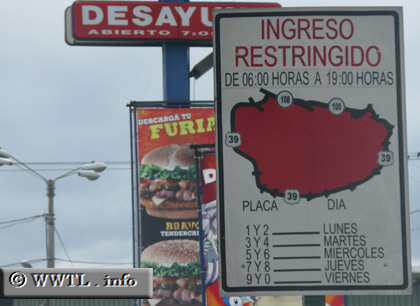 DESAYU
ABIERTO 7:0
DESCARGA TU
FURIA
BRAVO
TENDERCRI
INGRESO
RESTRINGIDO
DE 06:00 HORAS A 19:00 HORAS
100
100
39
39
39
PLACA DIA
1 Y 2 LUNES
3 Y 4 MARTES
5 Y 6 MIERCOLES
7 Y 8 JUEVES
9 Y 0 VIERNES
© WWTL . info